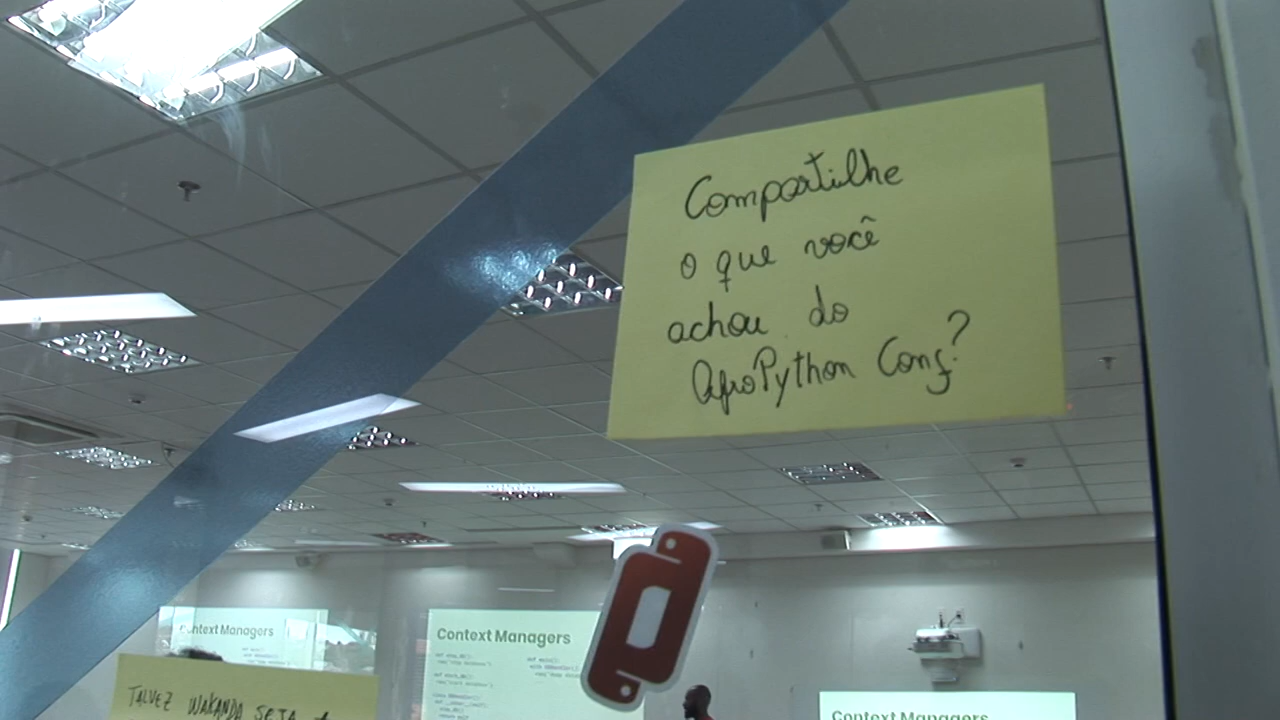 Compartilhe
o que você
achou do
AfroPython Conf?
Context Managers
Context Managers
Context Managers
TALVEZ WAKANDA SEJA